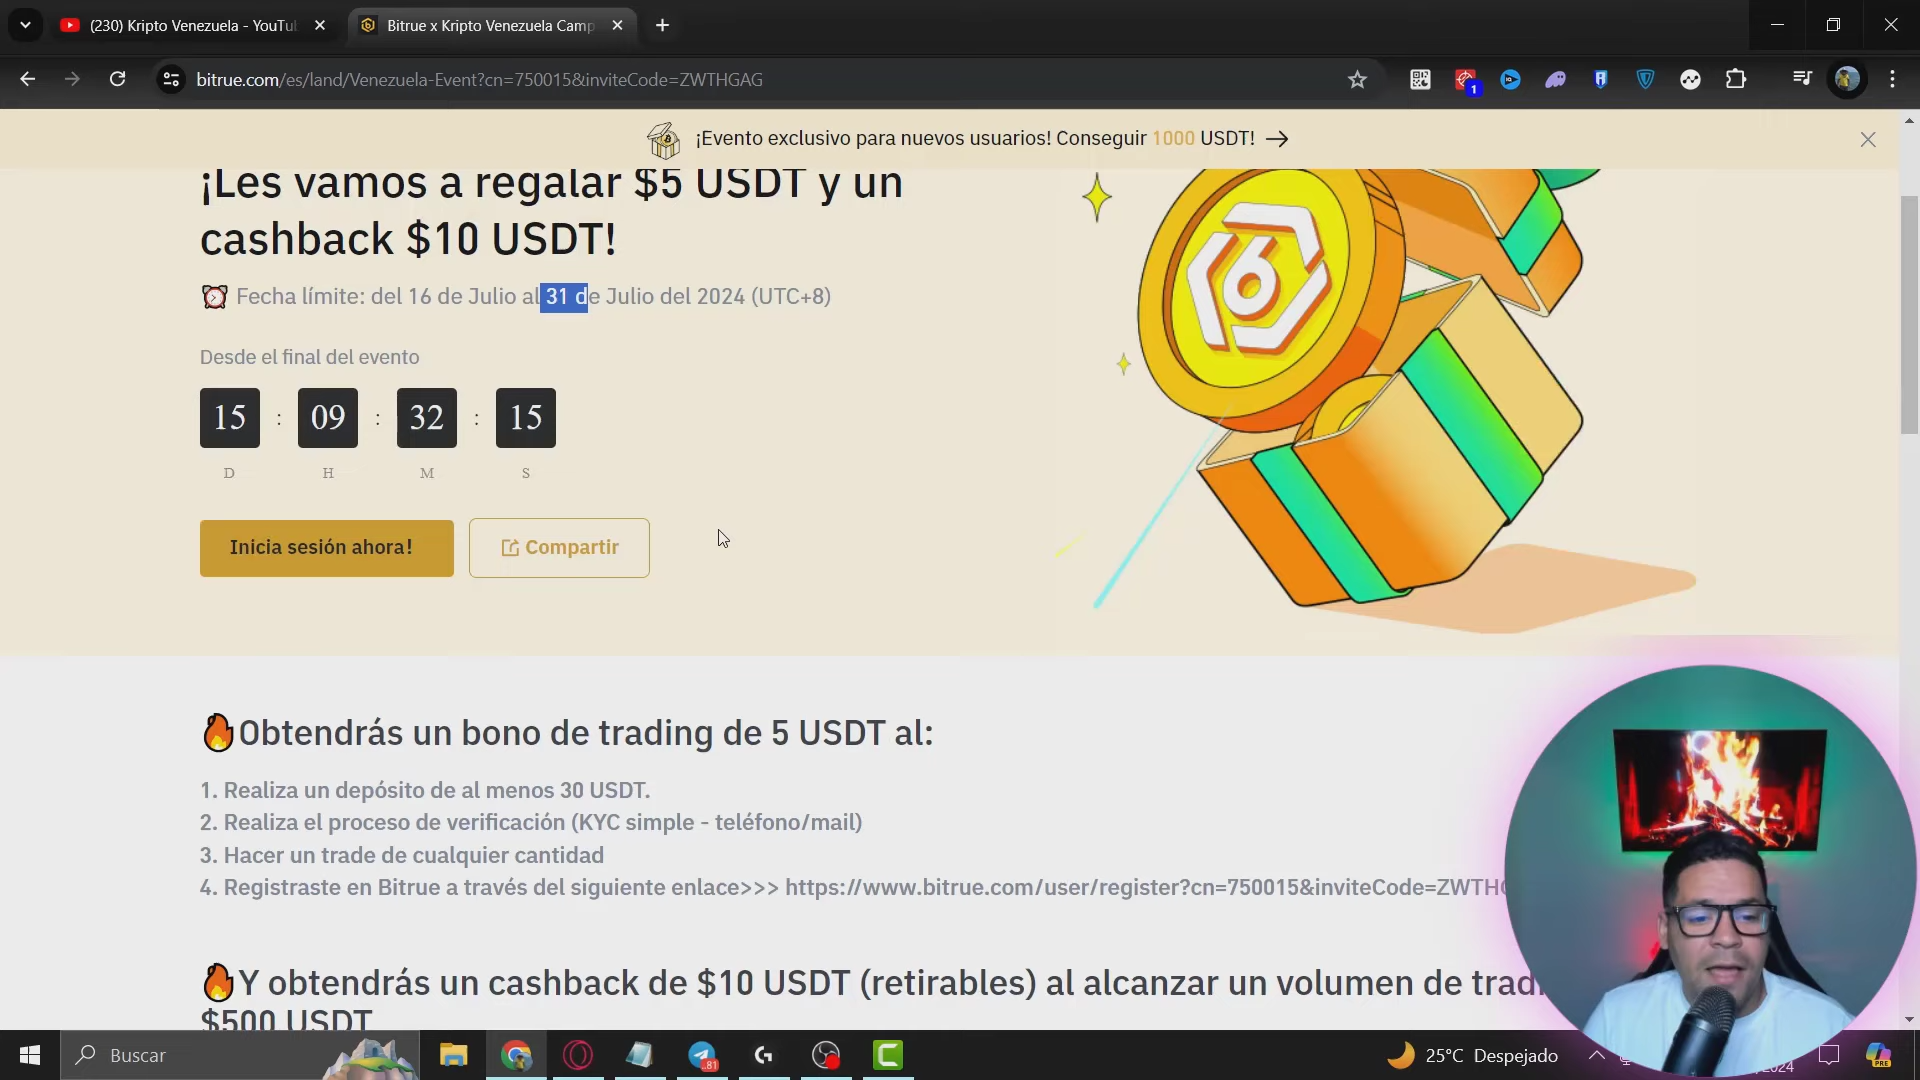 (230) Kripto Venezuela - YouTu
Bitrue x Kripto Venezuela Camp
bitrue.com/es/land/Venezuela-Event?cn=750015&inviteCode=ZWTHGAG
1
¡Evento exclusivo para nuevos usuarios! Conseguir 1000 USDT! →
¡Les vamos a regalar $5 USDT y un
cashback $10 USDT!
Fecha límite: del 16 de Julio al 31 de Julio del 2024 (UTC+8)
Desde el final del evento
15 : 09 : 32 : 15
D H M S
Inicia sesión ahora!
Compartir
Obtendrás un bono de trading de 5 USDT al:
1. Realiza un depósito de al menos 30 USDT.
2. Realiza el proceso de verificación (KYC simple - teléfono/mail)
3. Hacer un trade de cualquier cantidad
4. Registraste en Bitrue a través del siguiente enlace>>> https://www.bitrue.com/user/register?cn=750015&inviteCode=ZWTH
Y obtendrás un cashback de $10 USDT (retirables) al alcanzar un volumen de trad
$500 USDT
Buscar
81
25°C Despejado
PRE